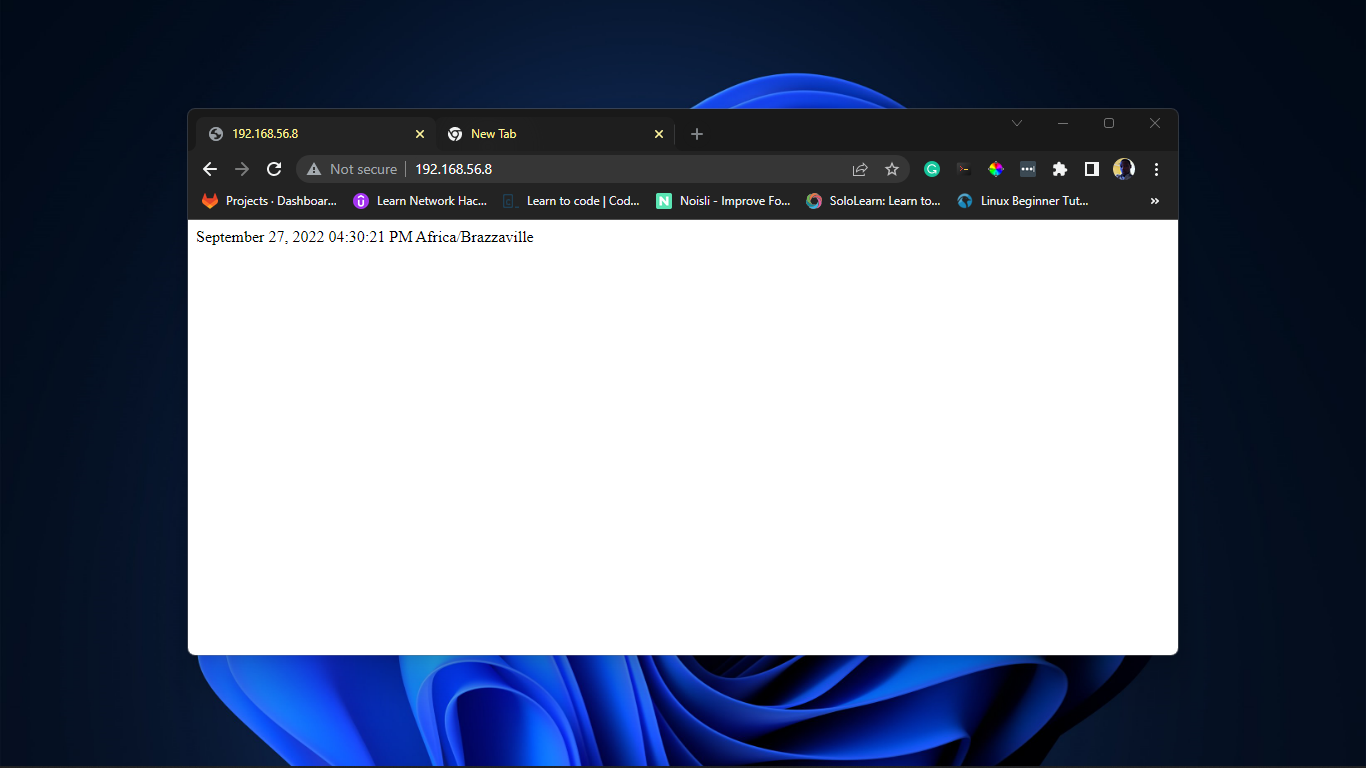 192.168.56.8 New Tab
Not secure 192.168.56.8
Projects · Dashboar... Learn Network Hac... Learn to code | Cod... Noisli - Improve Fo... SoloLearn: Learn to... Linux Beginner Tut... »
September 27, 2022 04:30:21 PM Africa/Brazzaville